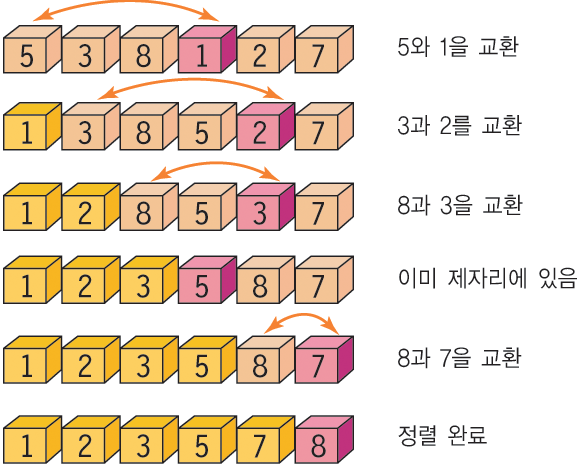 5 3 8 1 2 7 5와 1을 교환
1 3 8 5 2 7 3과 2를 교환
1 2 8 5 3 7 8과 3을 교환
1 2 3 5 8 7 이미 제자리에 있음
1 2 3 5 8 7 8과 7을 교환
1 2 3 5 7 8 정렬 완료